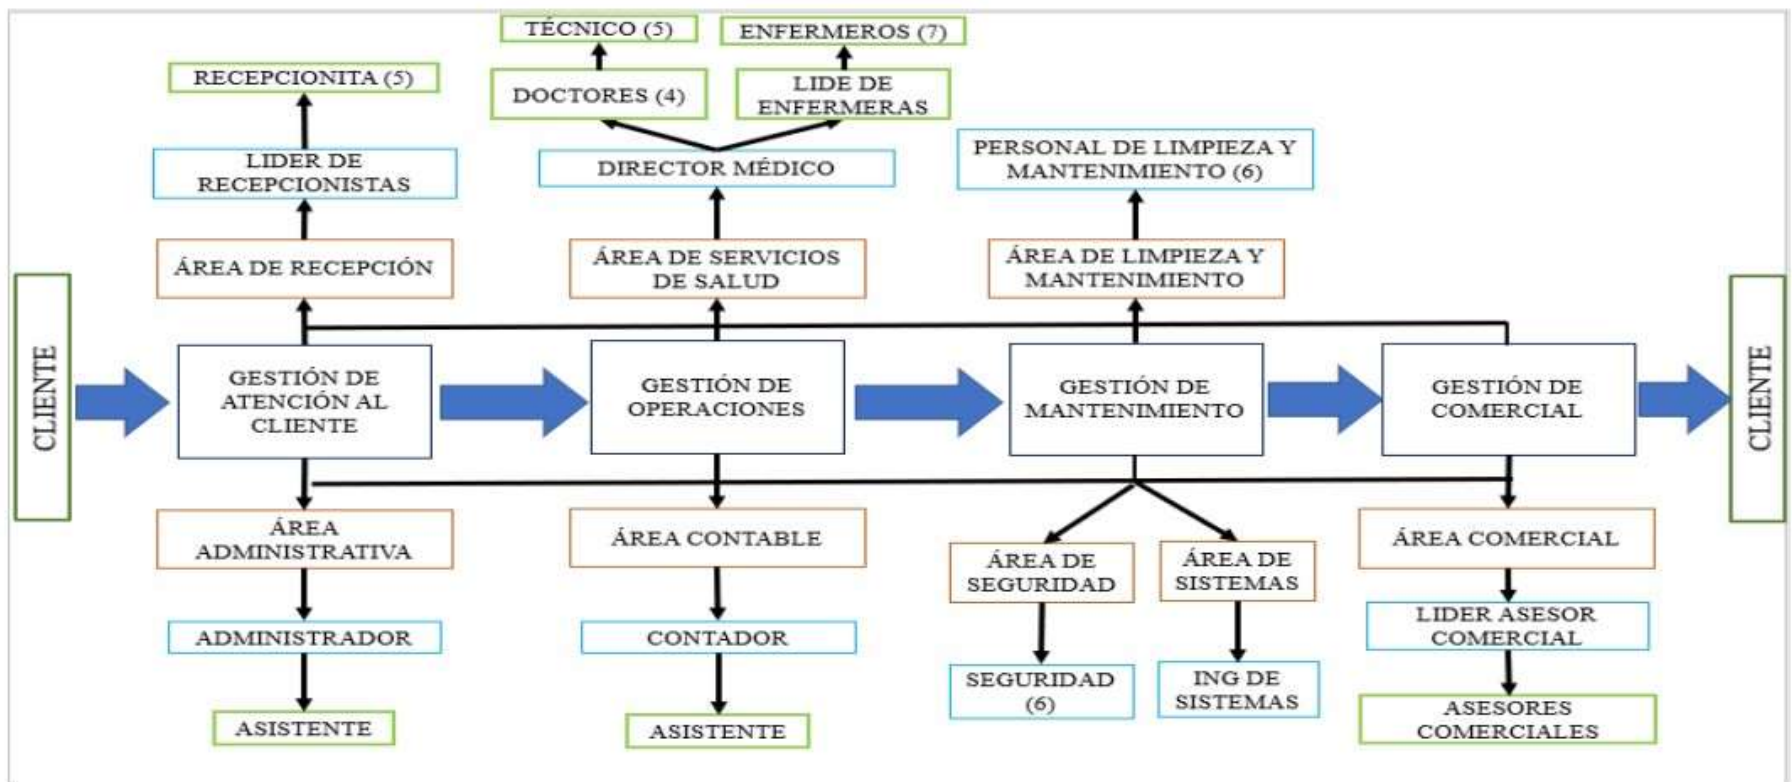 TÉCNICO (5)
ENFERMEROS (7)
RECEPCIONITA (5)
DOCTORES (4)
LIDE DE
ENFERMERAS
LIDER DE
RECEPCIONISTAS
DIRECTOR MÉDICO
PERSONAL DE LIMPIEZA Y
MANTENIMIENTO (6)
ÁREA DE RECEPCIÓN
ÁREA DE SERVICIOS
DE SALUD
ÁREA DE LIMPIEZA Y
MANTENIMIENTO
CLIENTE
GESTIÓN DE
ATENCIÓN AL
CLIENTE
GESTIÓN DE
OPERACIONES
GESTIÓN DE
MANTENIMIENTO
GESTIÓN DE
COMERCIAL
CLIENTE
ÁREA
ADMINISTRATIVA
ÁREA CONTABLE
ÁREA DE
SEGURIDAD
ÁREA DE
SISTEMAS
ÁREA COMERCIAL
ADMINISTRADOR
CONTADOR
LIDER ASESOR
COMERCIAL
SEGURIDAD
(6)
ING DE
SISTEMAS
ASISTENTE
ASISTENTE
ASESORES
COMERCIALES